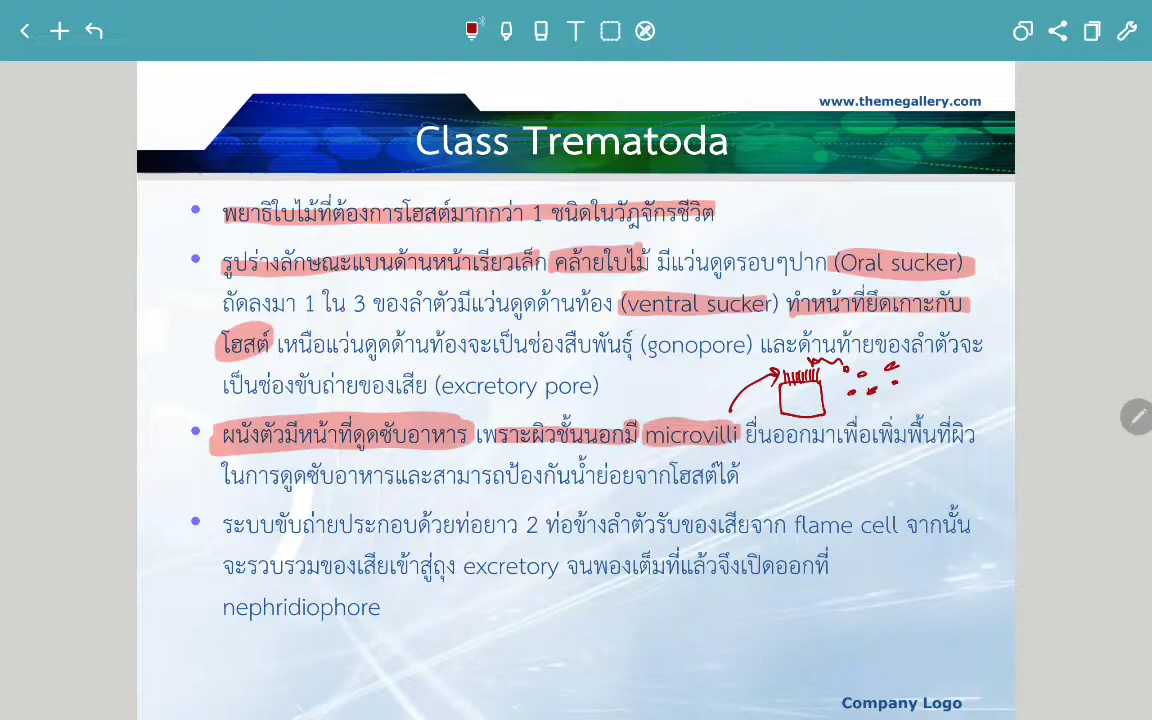 www.themegallery.com
Class Trematoda
พยาธิใบไม้ที่ต้องการโฮสต์มากกว่า 1 ชนิดในวัฎจักรชีวิต
รูปร่างลักษณะแบนด้านหน้าเรียวเล็ก คล้ายใบไม้ มีแว่นดูดรอบๆปาก (Oral sucker)
ถัดลงมา 1 ใน 3 ของลำตัวมีแว่นดูดด้านท้อง (ventral sucker) ทำหน้าที่ยึดเกาะกับ
โฮสต์ เหนือแว่นดูดด้านท้องจะเป็นช่องสืบพันธุ์ (gonopore) และด้านท้ายของลำตัวจะ
เป็นช่องขับถ่ายของเสีย (excretory pore)
ผนังตัวมีหน้าที่ดูดซับอาหาร เพราะผิวชั้นนอกมี microvilli ยื่นออกมาเพื่อเพิ่มพื้นที่ผิว
ในการดูดซับอาหารและสามารถป้องกันน้ำย่อยจากโฮสต์ได้
ระบบขับถ่ายประกอบด้วยท่อยาว 2 ท่อข้างลำตัวรับของเสียจาก flame cell จากนั้น
จะรวบรวมของเสียเข้าสู่ถุง excretory จนพองเต็มที่แล้วจึงเปิดออกที่
nephridiophore
Company Logo